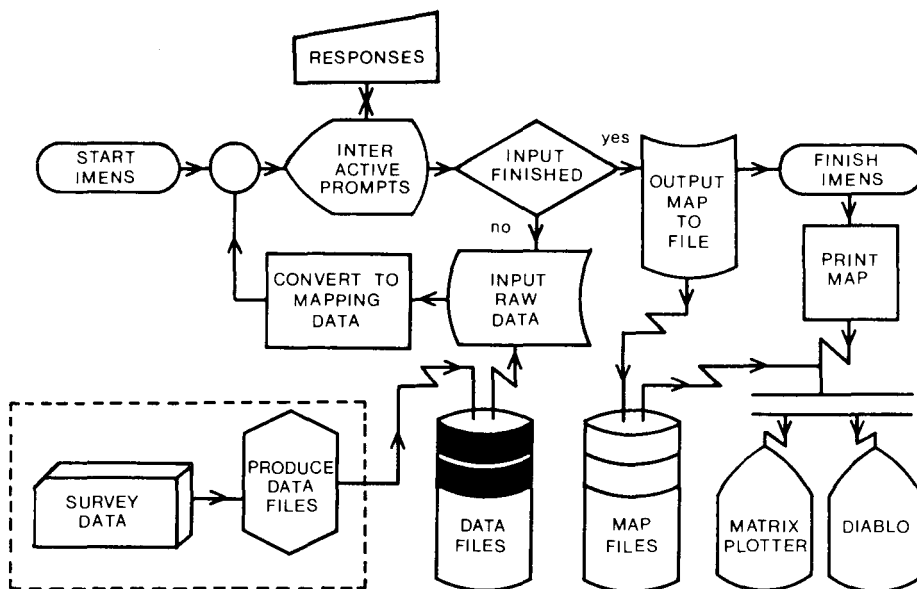 RESPONSES
START
IMENS
INTER
ACTIVE
PROMPTS
INPUT
FINISHED
yes
no
OUTPUT
MAP
TO
FILE
FINISH
IMENS
CONVERT TO
MAPPING
DATA
INPUT
RAW
DATA
PRINT
MAP
SURVEY
DATA
PRODUCE
DATA
FILES
DATA
FILES
MAP
FILES
MATRIX
PLOTTER
DIABLO